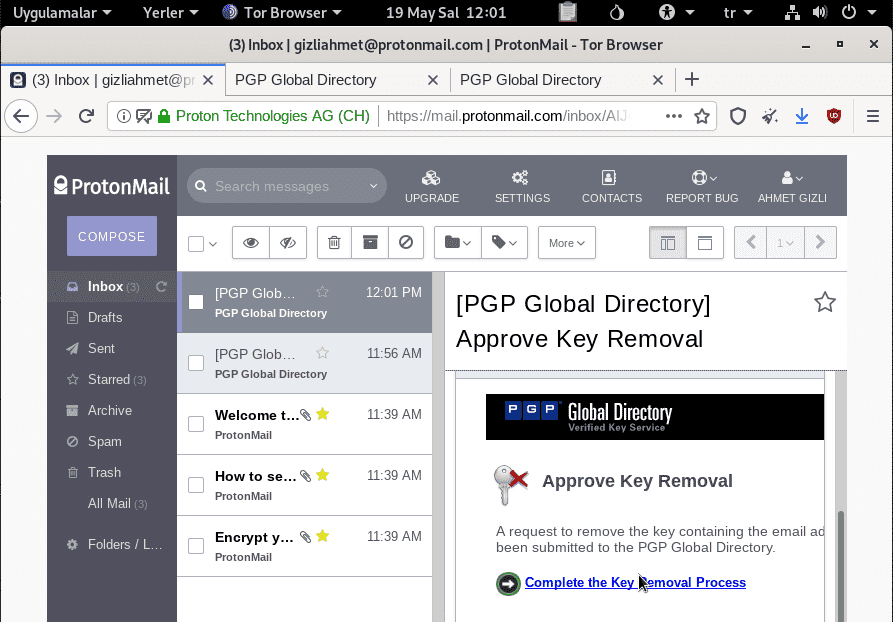 Uygulamalar Yerler Tor Browser 19 May Sal 12:01 tr
(3) Inbox | gizliahmet@protonmail.com | ProtonMail - Tor Browser
(3) Inbox | gizliahmet@pr PGP Global Directory PGP Global Directory
Proton Technologies AG (CH) https://mail.protonmail.com/inbox/AIJ
ProtonMail
Search messages
UPGRADE SETTINGS CONTACTS REPORT BUG AHMET GIZLI
COMPOSE
More 1
Inbox (3)
Drafts
Sent
Starred (3)
Archive
Spam
Trash
All Mail (3)
Folders / L...
[PGP Glob... 12:01 PM
PGP Global Directory
[PGP Glob... 11:56 AM
PGP Global Directory
Welcome t... 11:39 AM
ProtonMail
How to se... 11:39 AM
ProtonMail
Encrypt y... 11:39 AM
ProtonMail
[PGP Global Directory]
Approve Key Removal
PGP Global Directory
Verified Key Service
Approve Key Removal
A request to remove the key containing the email ad
been submitted to the PGP Global Directory.
Complete the Key Removal Process